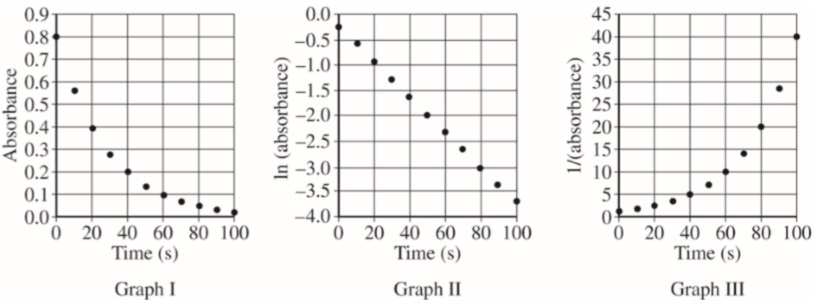 0.9
0.8
0.7
0.6
0.5
0.4
0.3
0.2
0.1
0.0
Absorbance
0 20 40 60 80 100
Time (s)
Graph I
0.0
−0.5
−1.0
−1.5
−2.0
−2.5
−3.0
−3.5
−4.0
ln (absorbance)
0 20 40 60 80 100
Time (s)
Graph II
45
40
35
30
25
20
15
10
5
0
1/(absorbance)
0 20 40 60 80 100
Time (s)
Graph III